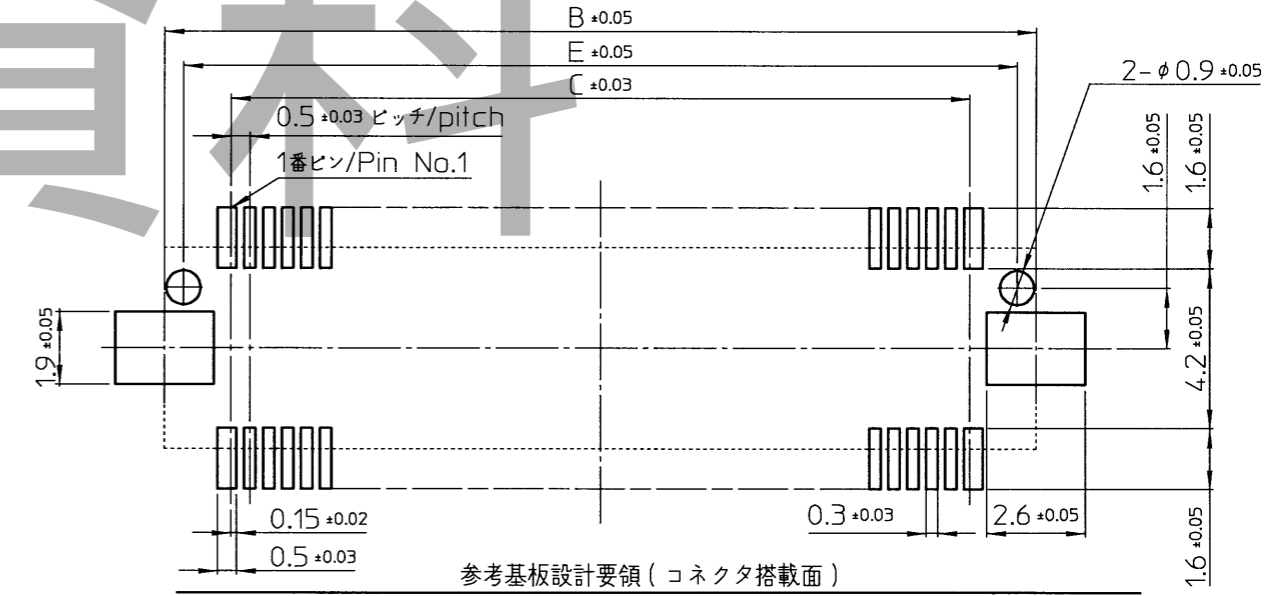 資料
B ±0.05
E ±0.05
C ±0.03
2-φ0.9 ±0.05
0.5 ±0.03 ピッチ/pitch
1番ピン/Pin No.1
1.6 ±0.05
1.6 ±0.05
1.9 ±0.05
4.2 ±0.05
0.15 ±0.02
0.3 ±0.03
2.6 ±0.05
0.5 ±0.03
1.6 ±0.05
参考基板設計要領(コネクタ搭載面)